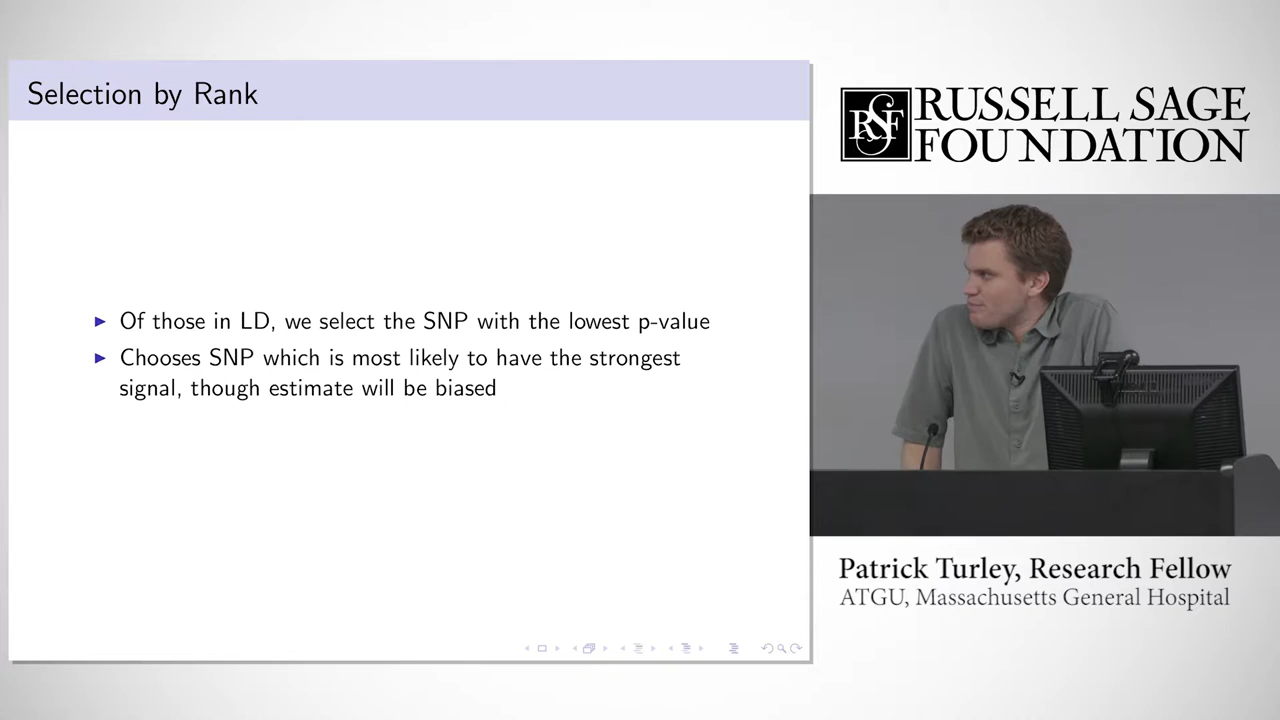 Selection by Rank
Of those in LD, we select the SNP with the lowest p-value
Chooses SNP which is most likely to have the strongest
signal, though estimate will be biased
RSF
RUSSELL SAGE
FOUNDATION
Patrick Turley, Research Fellow
ATGU, Massachusetts General Hospital